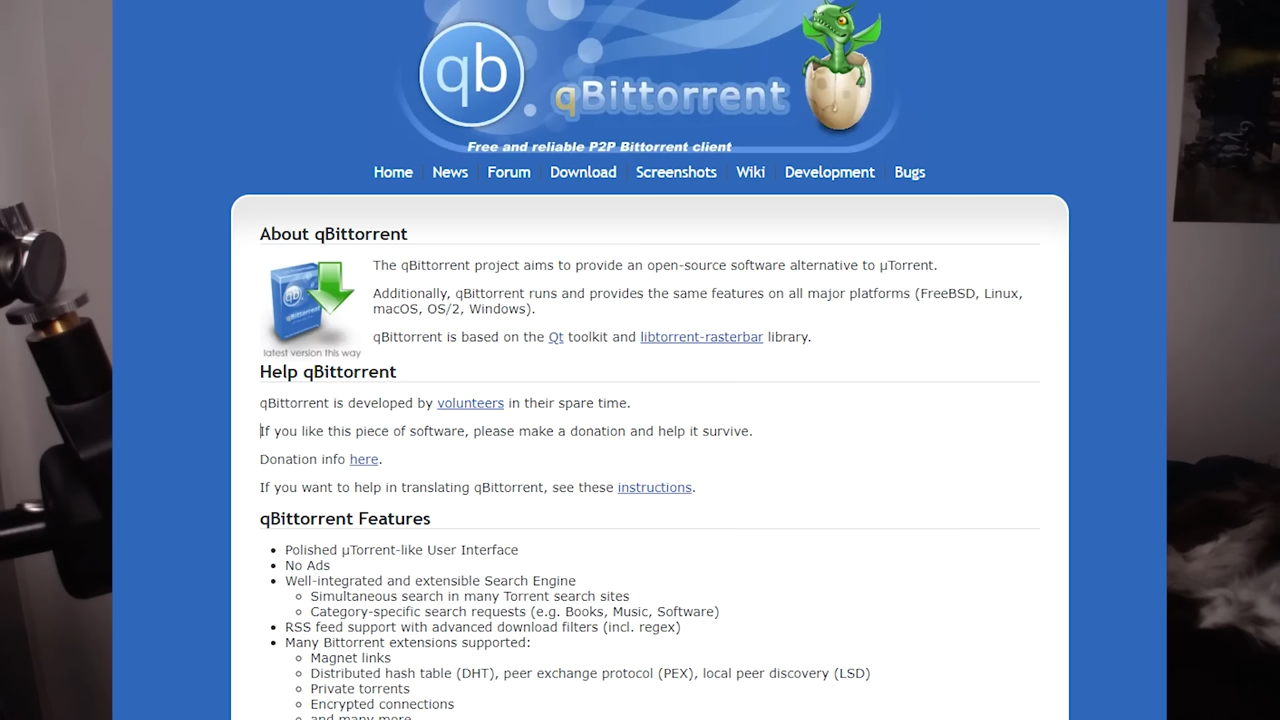 qb
qBittorrent
Free and reliable P2P Bittorrent client
Home News Forum Download Screenshots Wiki Development Bugs
About qBittorrent
qb
qBittorrent
latest version this way
The qBittorrent project aims to provide an open-source software alternative to µTorrent.
Additionally, qBittorrent runs and provides the same features on all major platforms (FreeBSD, Linux,
macOS, OS/2, Windows).
qBittorrent is based on the Qt toolkit and libtorrent-rasterbar library.
Help qBittorrent
qBittorrent is developed by volunteers in their spare time.
If you like this piece of software, please make a donation and help it survive.
Donation info here.
If you want to help in translating qBittorrent, see these instructions.
qBittorrent Features
• Polished µTorrent-like User Interface
• No Ads
• Well-integrated and extensible Search Engine
◦ Simultaneous search in many Torrent search sites
◦ Category-specific search requests (e.g. Books, Music, Software)
• RSS feed support with advanced download filters (incl. regex)
• Many Bittorrent extensions supported:
◦ Magnet links
◦ Distributed hash table (DHT), peer exchange protocol (PEX), local peer discovery (LSD)
◦ Private torrents
◦ Encrypted connections
◦ and many more